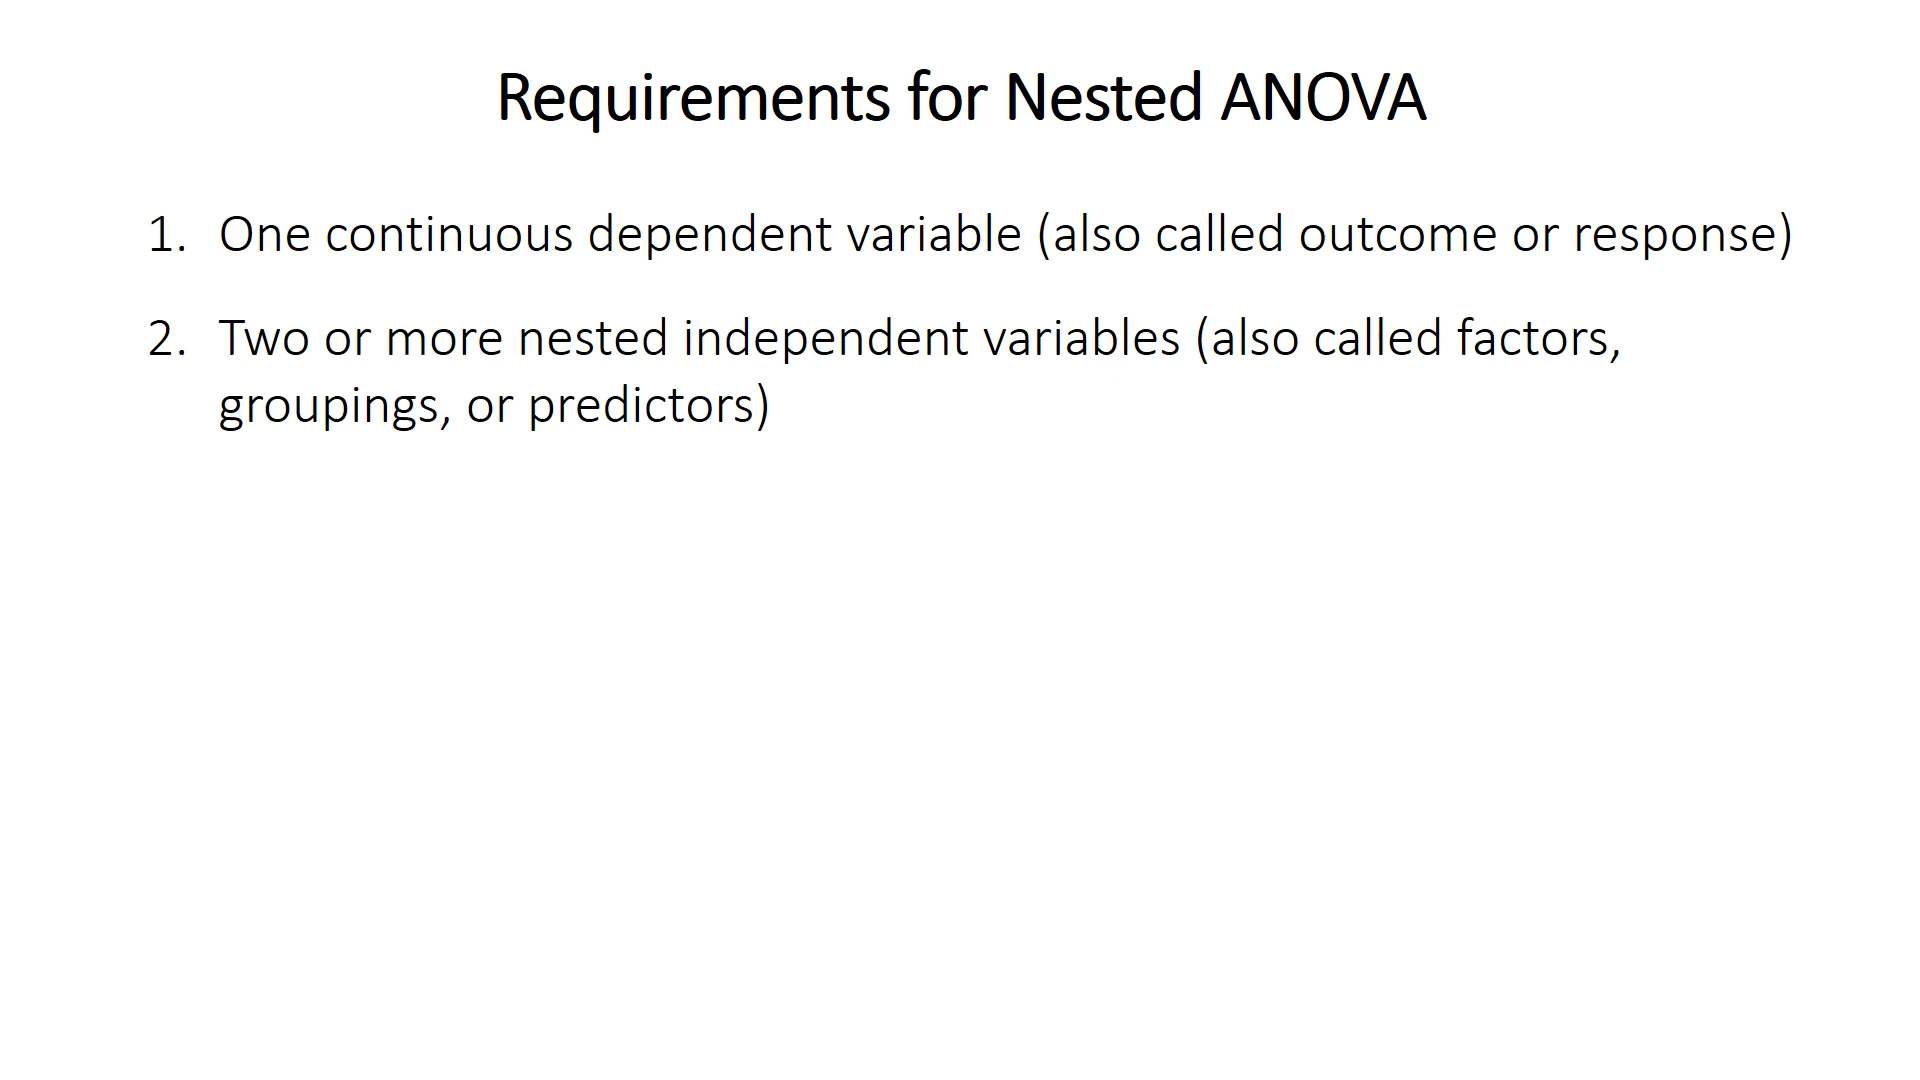 Requirements for Nested ANOVA
1. One continuous dependent variable (also called outcome or response)
2. Two or more nested independent variables (also called factors,
groupings, or predictors)